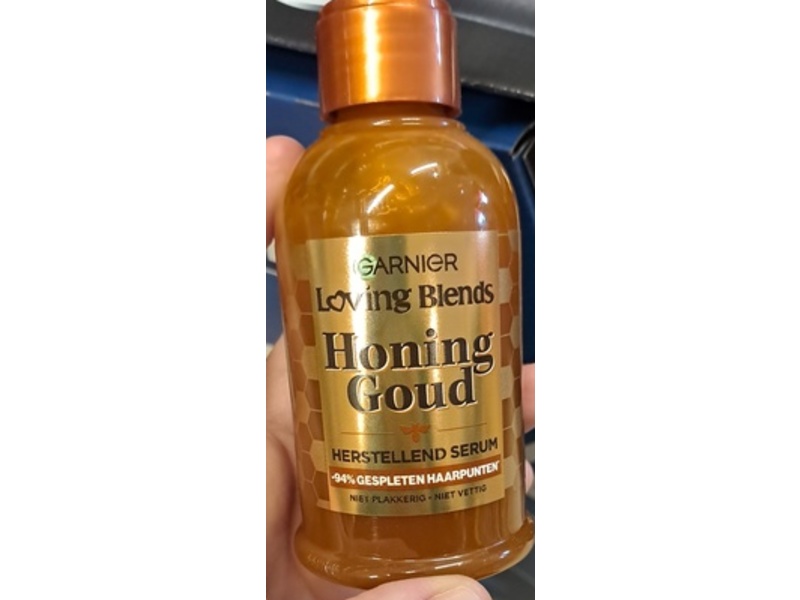 GARNIER
Loving Blends
Honing
Goud
HERSTELLEND SERUM
-94% GESPLETEN HAARPUNTEN*
NIET PLAKKERIG • NIET VETTIG